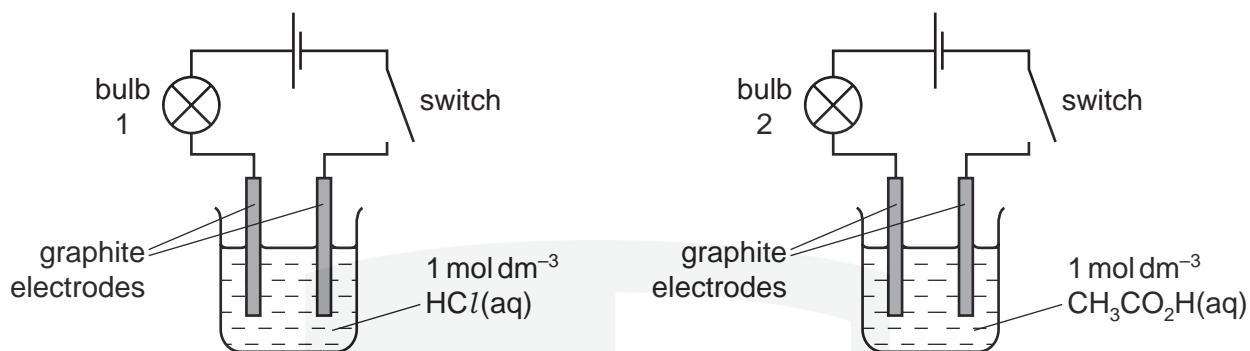 bulb
1
switch
graphite
electrodes
1 mol dm⁻³
HCl(aq)
bulb
2
switch
graphite
electrodes
1 mol dm⁻³
CH₃CO₂H(aq)